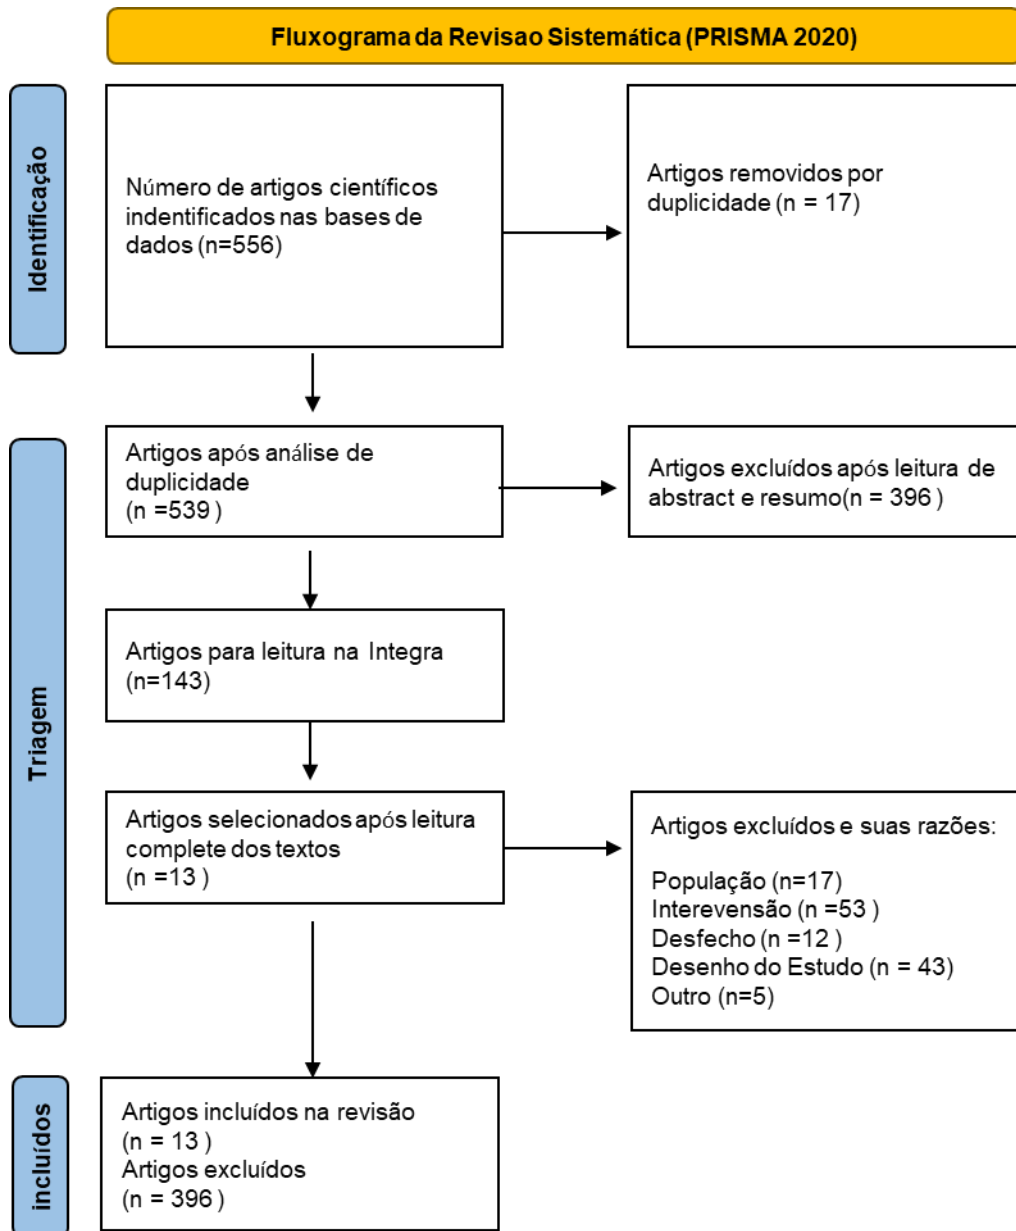 Fluxograma da Revisao Sistemática (PRISMA 2020)
Identificação
Número de artigos científicos
indentificados nas bases de
dados (n=556)
Artigos removidos por
duplicidade (n = 17)
Triagem
Artigos após análise de
duplicidade
(n =539 )
Artigos excluídos após leitura de
abstract e resumo(n = 396 )
Artigos para leitura na Integra
(n=143)
Artigos selecionados após leitura
complete dos textos
(n =13 )
Artigos excluídos e suas razões:
População (n=17)
Interevensão (n =53 )
Desfecho (n =12 )
Desenho do Estudo (n = 43)
Outro (n=5)
incluídos
Artigos incluídos na revisão
(n = 13 )
Artigos excluídos
(n = 396 )